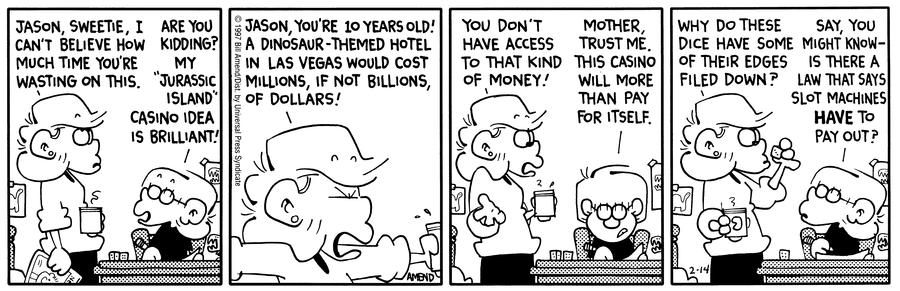 JASON, SWEETIE, I
CAN'T BELIEVE HOW
MUCH TIME YOU'RE
WASTING ON THIS.
ARE YOU
KIDDING?
MY
"JURASSIC
ISLAND"
CASINO IDEA
IS BRILLIANT!
© 1997 Bill Amend/Dist. by Universal Press Syndicate
JASON, YOU'RE 10 YEARS OLD!
A DINOSAUR-THEMED HOTEL
IN LAS VEGAS WOULD COST
MILLIONS, IF NOT BILLIONS,
OF DOLLARS!
AMEND
YOU DON'T
HAVE ACCESS
TO THAT KIND
OF MONEY!
MOTHER,
TRUST ME.
THIS CASINO
WILL MORE
THAN PAY
FOR ITSELF.
WHY DO THESE
DICE HAVE SOME
OF THEIR EDGES
FILED DOWN?
SAY, YOU
MIGHT KNOW-
IS THERE A
LAW THAT SAYS
SLOT MACHINES
HAVE TO
PAY OUT?
2-14